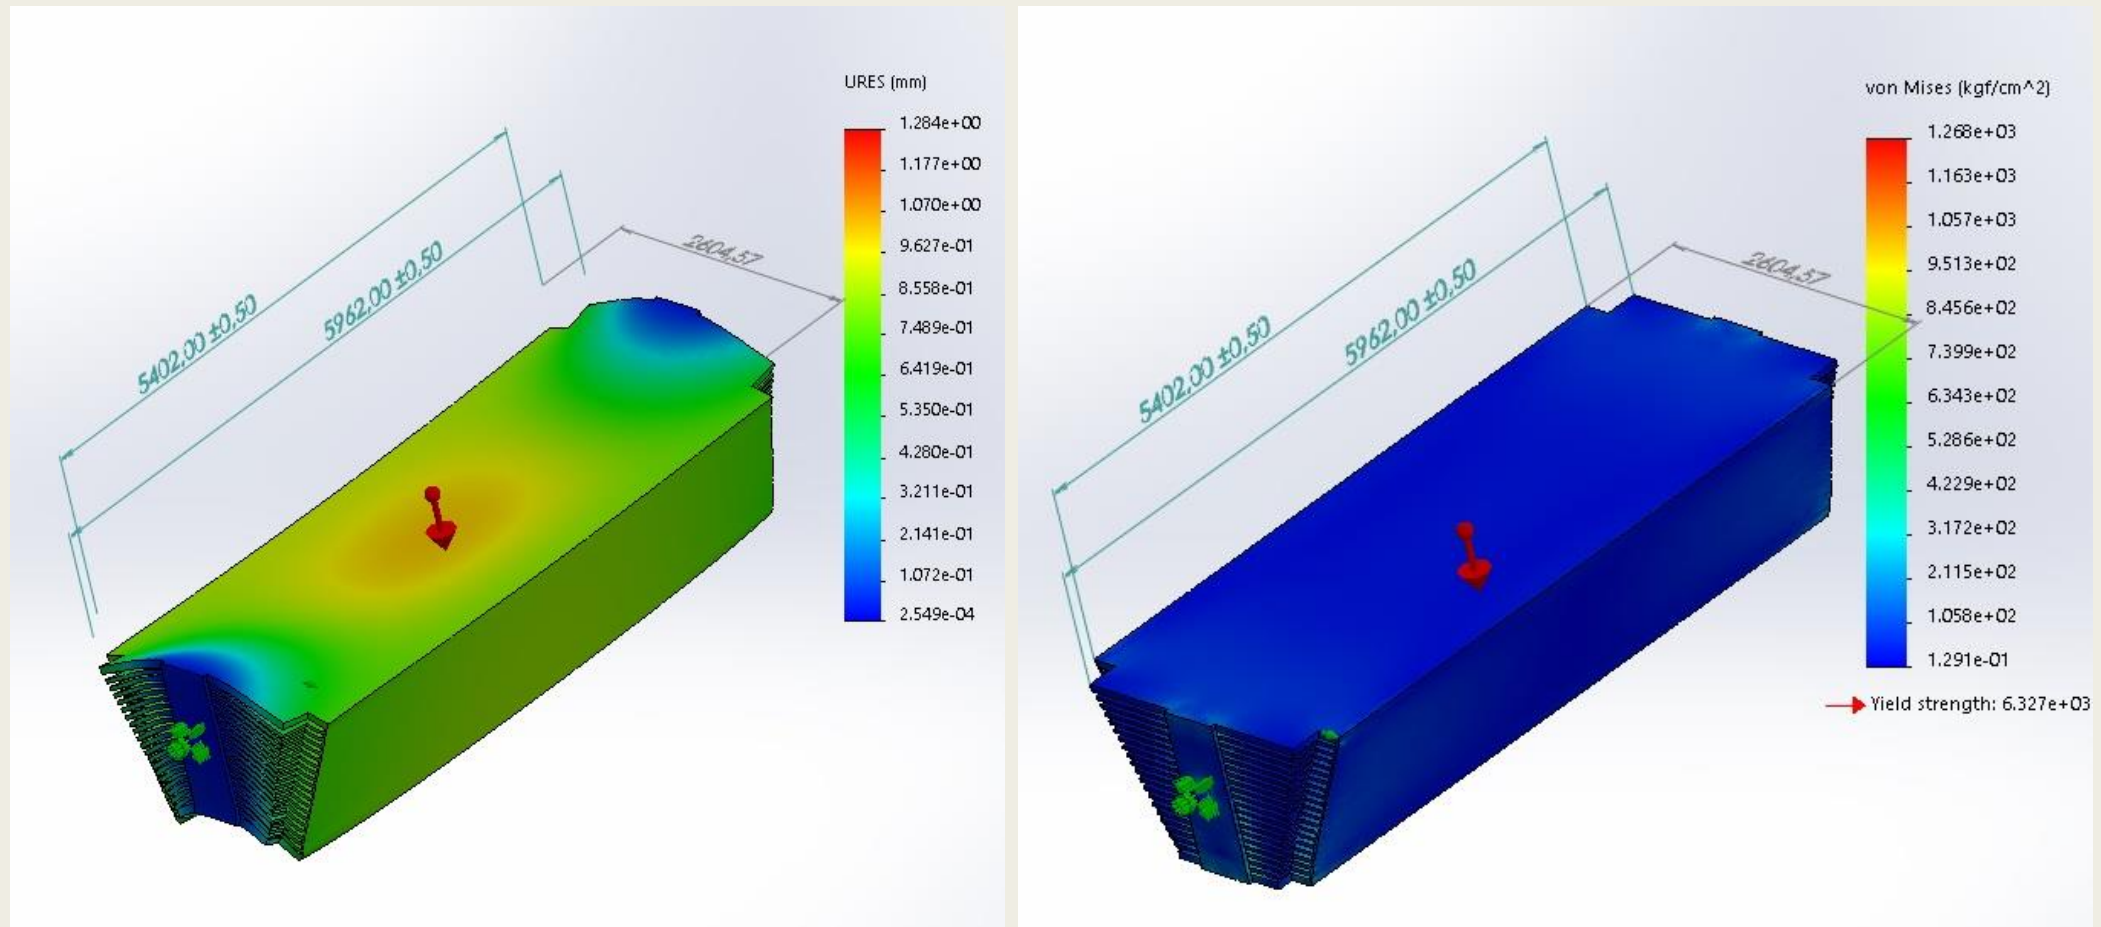 URES (mm)
1.284e+00
1.177e+00
1.070e+00
9.627e-01
8.558e-01
7.489e-01
6.419e-01
5.350e-01
4.280e-01
3.211e-01
2.141e-01
1.072e-01
2.549e-04
5402,00 ±0,50
5962,00 ±0,50
2604,57
von Mises (kgf/cm^2)
1.268e+03
1.163e+03
1.057e+03
9.513e+02
8.456e+02
7.399e+02
6.343e+02
5.286e+02
4.229e+02
3.172e+02
2.115e+02
1.058e+02
1.291e-01
Yield strength: 6.327e+03
5402,00 ±0,50
5962,00 ±0,50
2604,57